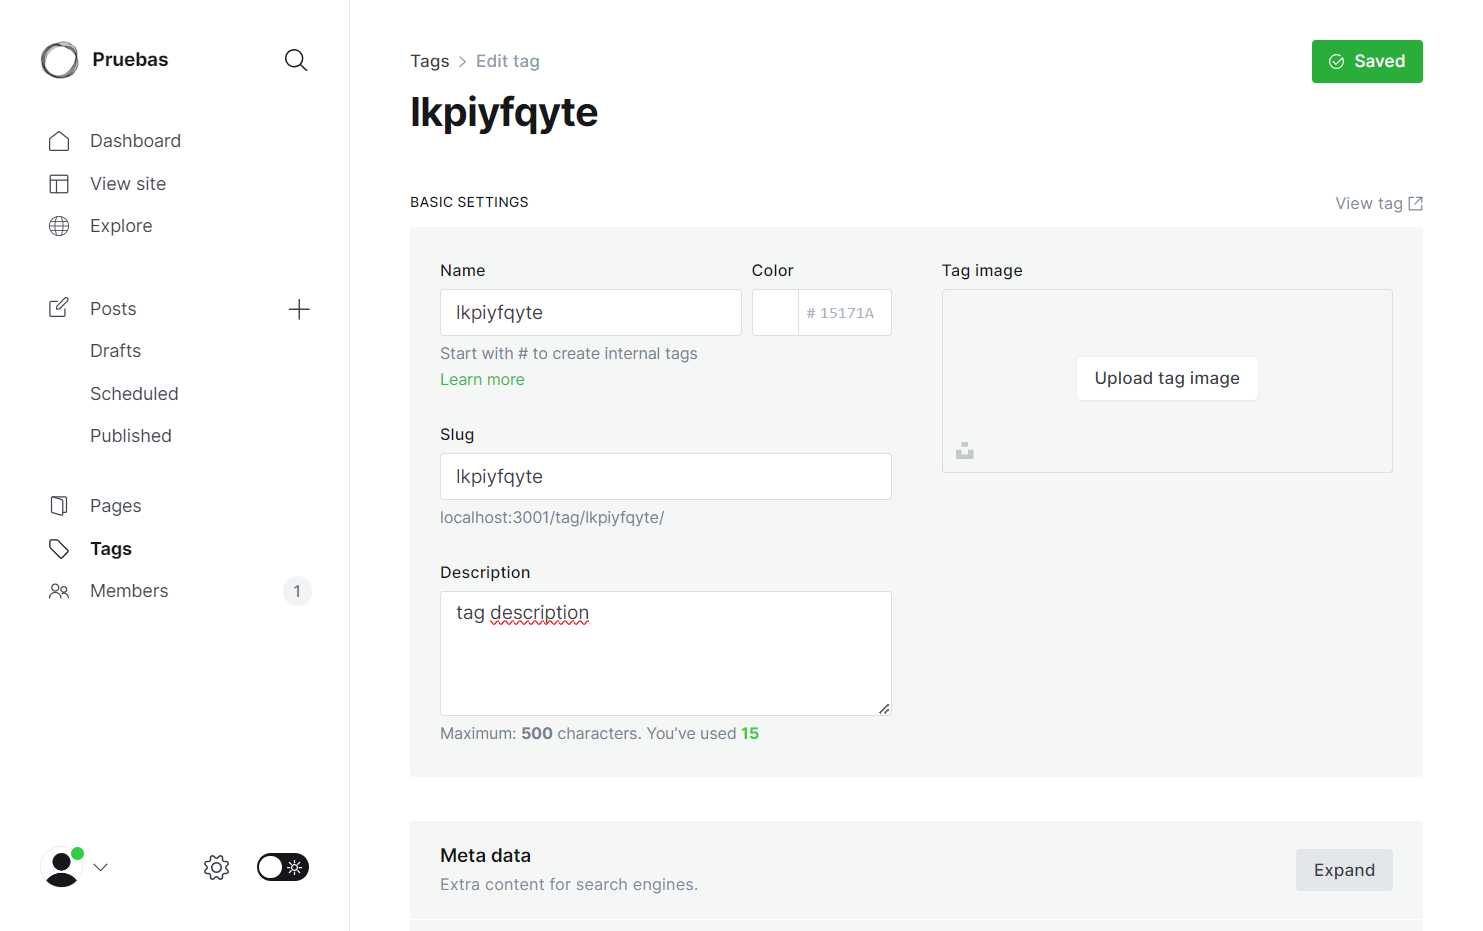 Pruebas
Dashboard
View site
Explore
Posts
Drafts
Scheduled
Published
Pages
Tags
Members 1
Tags > Edit tag
Saved
lkpiyfqyte
BASIC SETTINGS
View tag
Name
lkpiyfqyte
Start with # to create internal tags
Learn more
Color
# 15171A
Slug
lkpiyfqyte
localhost:3001/tag/lkpiyfqyte/
Description
tag description
Maximum: 500 characters. You’ve used 15
Tag image
Upload tag image
Meta data
Extra content for search engines.
Expand